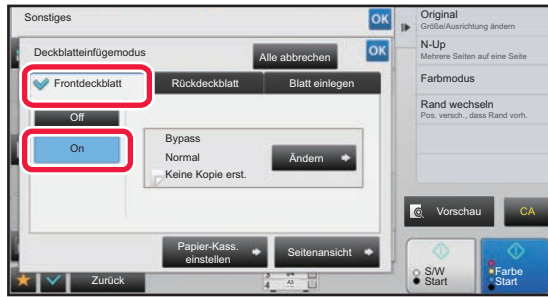 Sonstiges
OK
Deckblatteinfügemodus
Alle abbrechen
OK
Frontdeckblatt
Rückdeckblatt
Blatt einlegen
Off
On
Bypass
Normal
Keine Kopie erst.
Ändern
Papier-Kass.
einstellen
Seitenansicht
Zurück
Original
Größe/Ausrichtung ändern
N-Up
Mehrere Seiten auf eine Seite
Farbmodus
Rand wechseln
Pos. versch., dass Rand vorh.
Vorschau
CA
S/W
Start
Farbe
Start